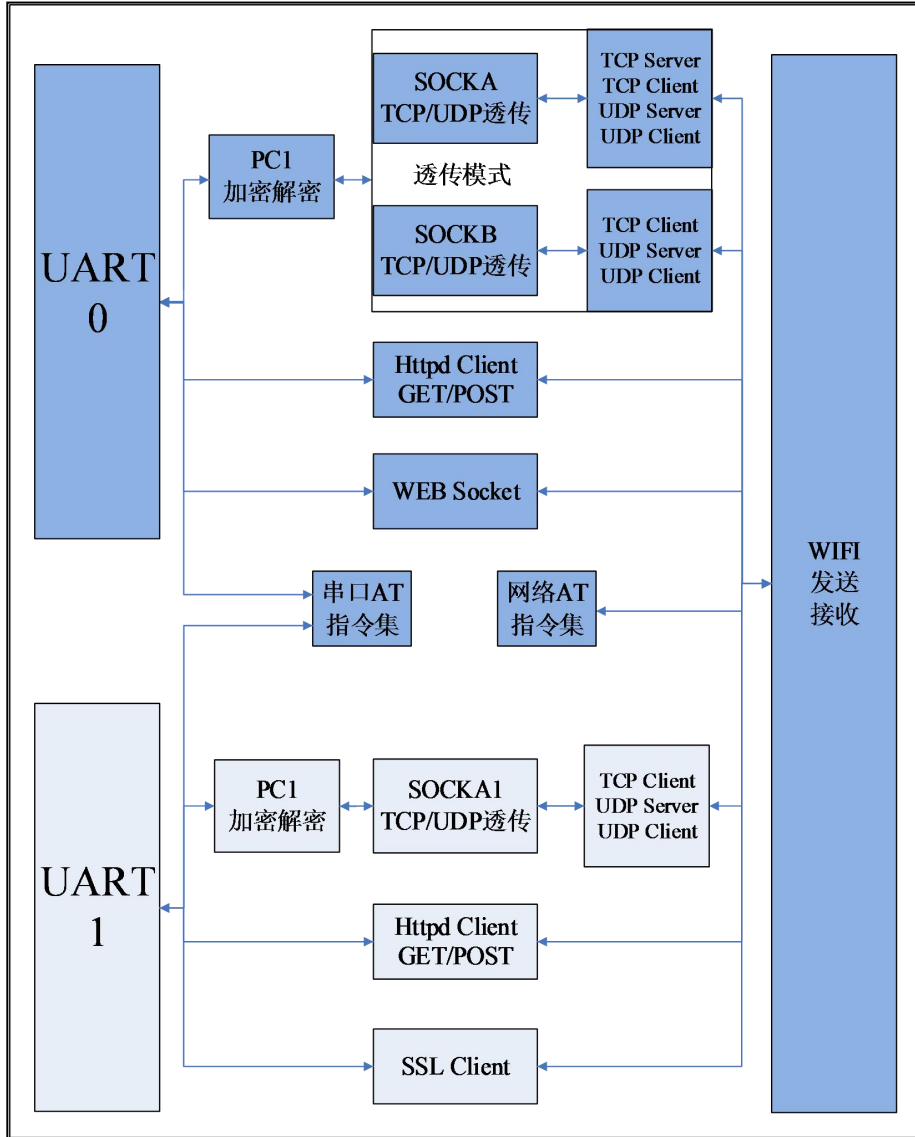 UART
0
PC1
加密解密
SOCKA
TCP/UDP透传
透传模式
SOCKB
TCP/UDP透传
TCP Server
TCP Client
UDP Server
UDP Client
TCP Client
UDP Server
UDP Client
Httpd Client
GET/POST
WEB Socket
串口AT
指令集
网络AT
指令集
WIFI
发送
接收
UART
1
PC1
加密解密
SOCKA1
TCP/UDP透传
TCP Client
UDP Server
UDP Client
Httpd Client
GET/POST
SSL Client